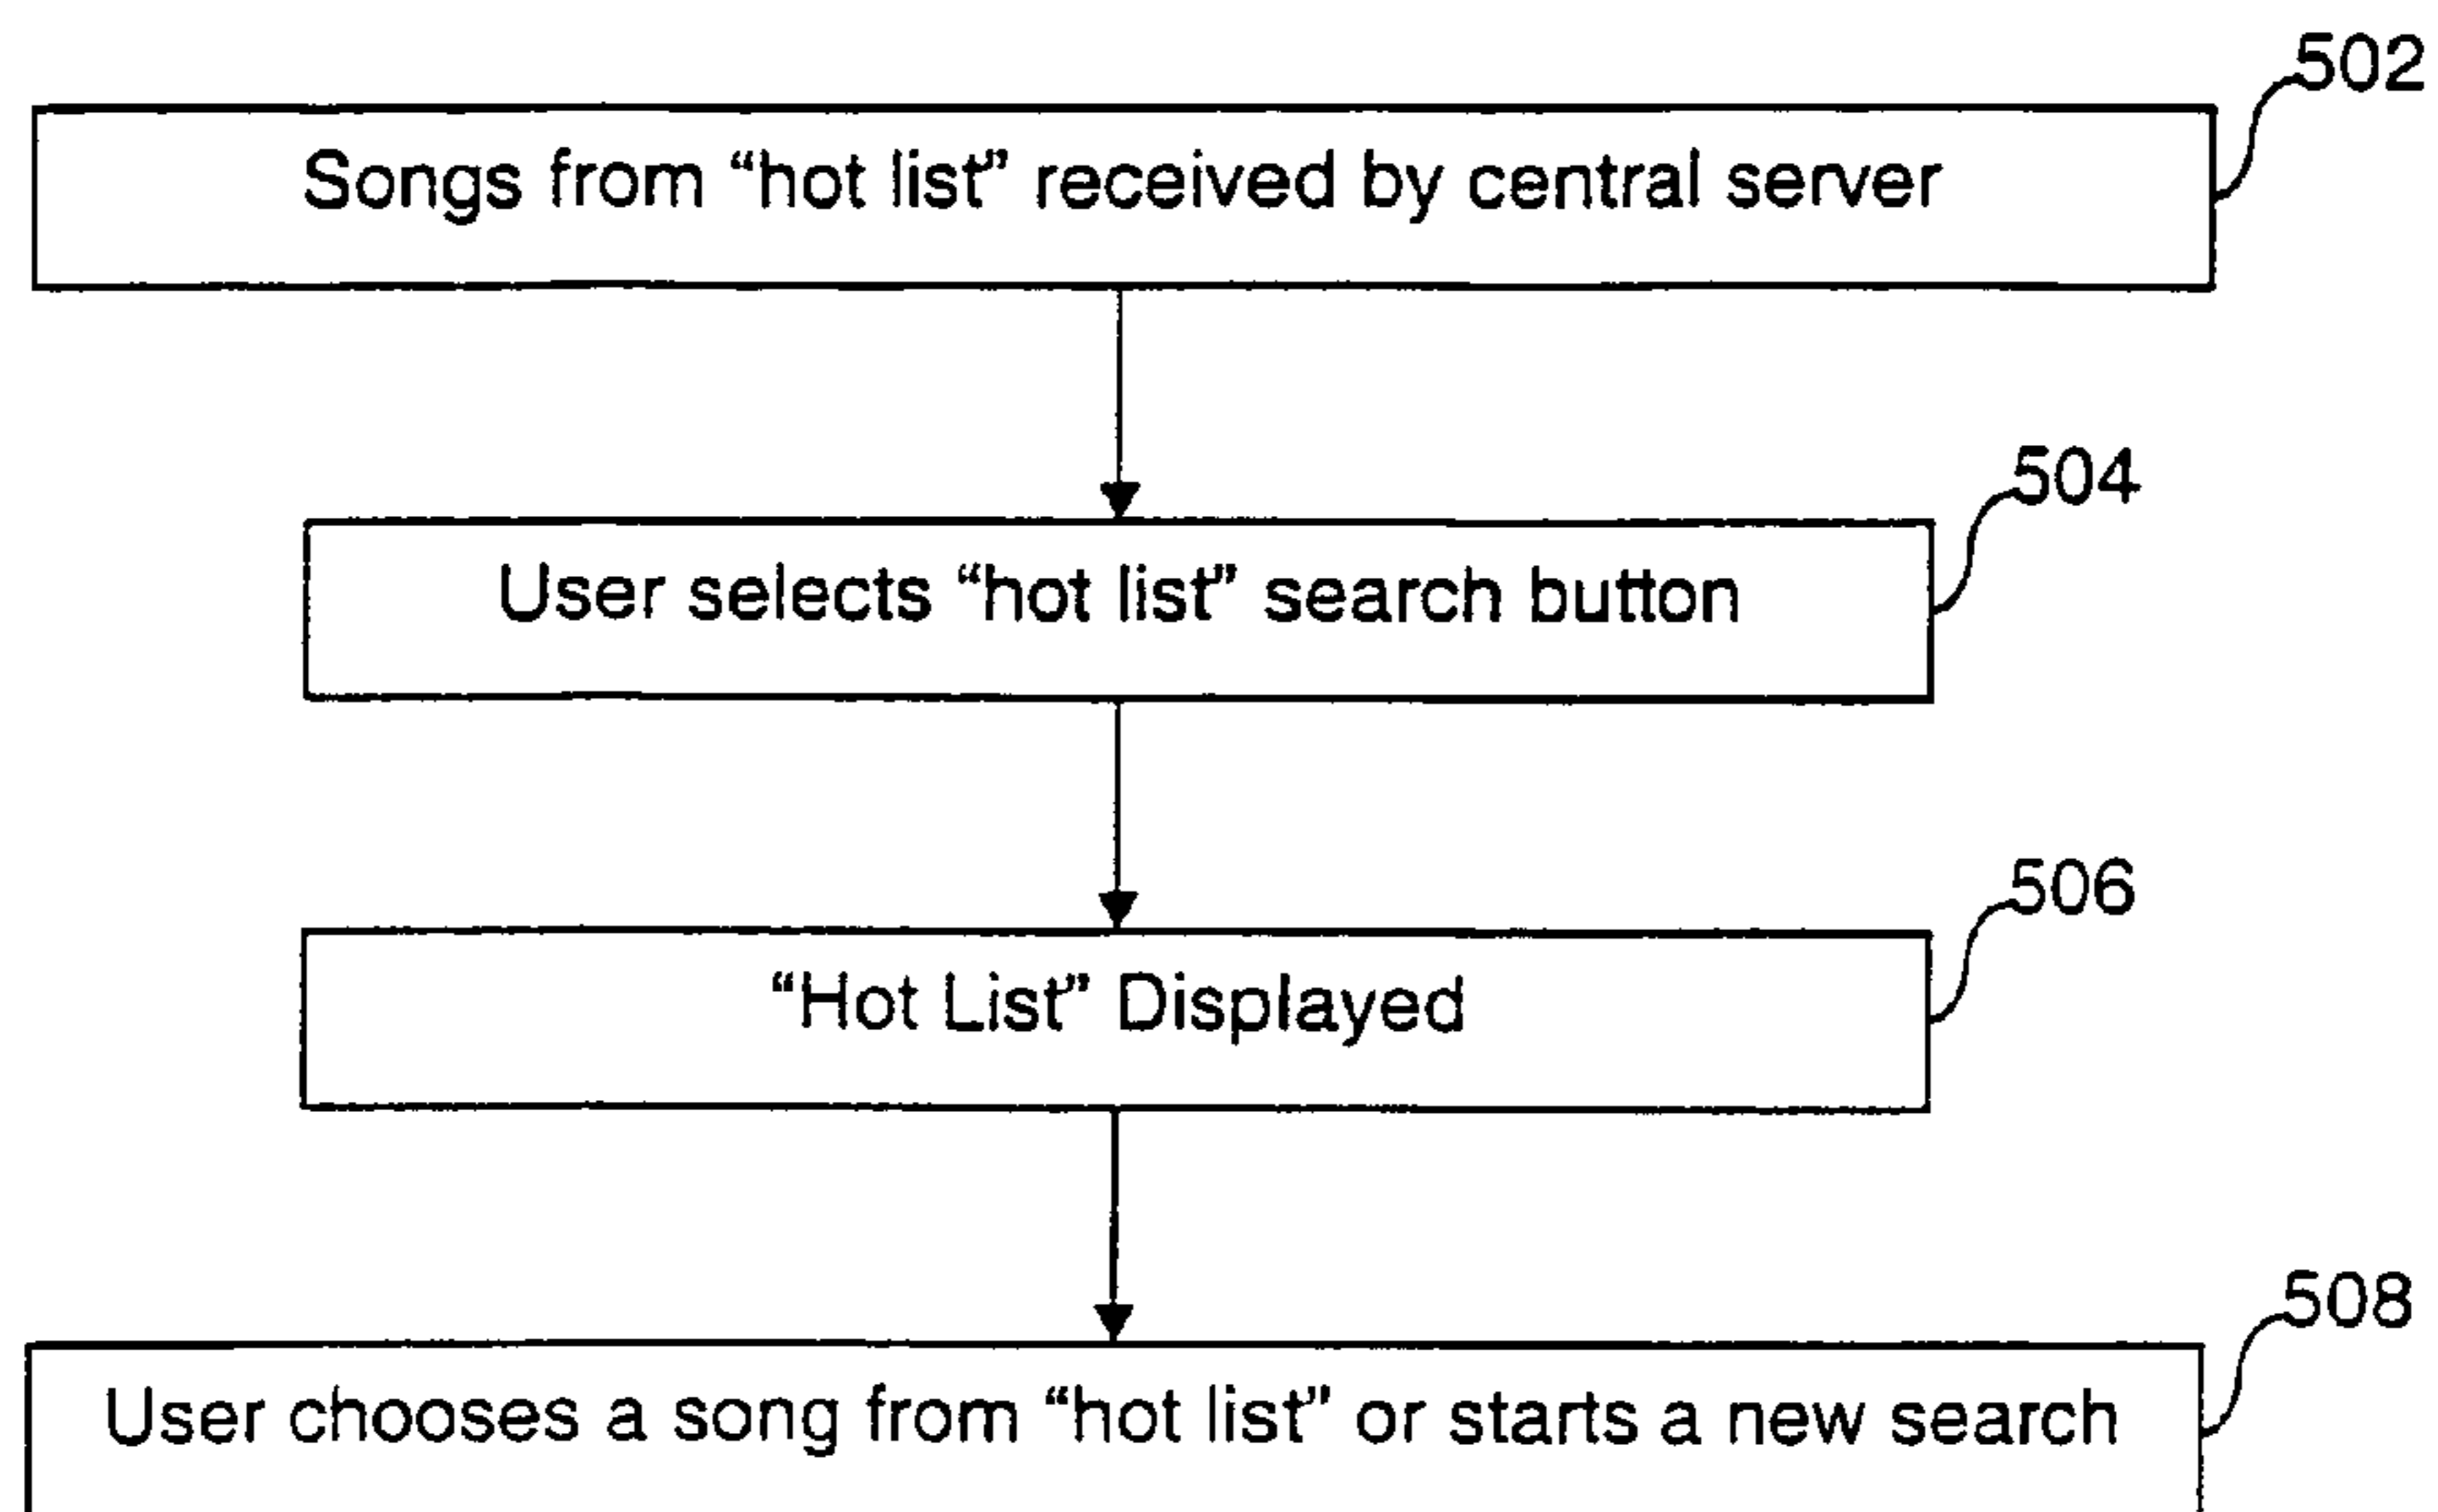 502
Songs from “hot list” received by central server
504
User selects “hot list” search button
506
“Hot List” Displayed
508
User chooses a song from “hot list” or starts a new search